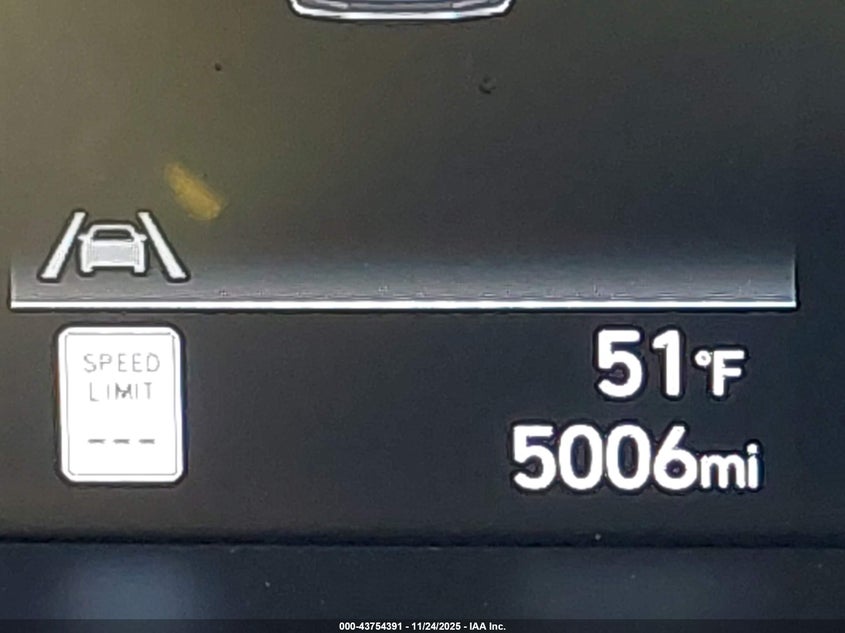 SPEED
LIMIT
---
51°F
5006mi
000-43754391 - 11/24/2025 - IAA Inc.